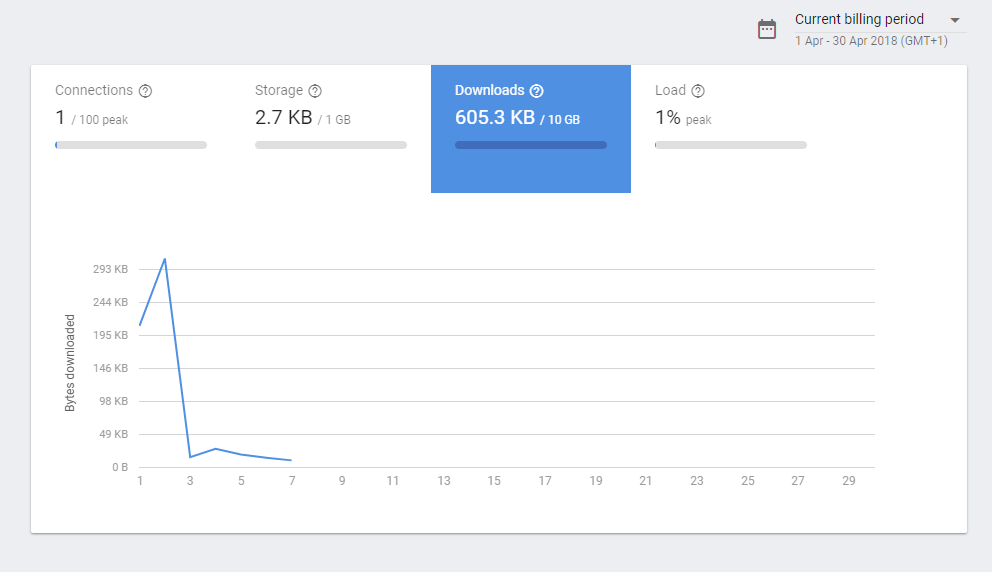 Current billing period
1 Apr - 30 Apr 2018 (GMT+1)
Connections
1 / 100 peak
Storage
2.7 KB / 1 GB
Downloads
605.3 KB / 10 GB
Load
1% peak
Bytes downloaded
293 KB
244 KB
195 KB
146 KB
98 KB
49 KB
0 B
1 3 5 7 9 11 13 15 17 19 21 23 25 27 29